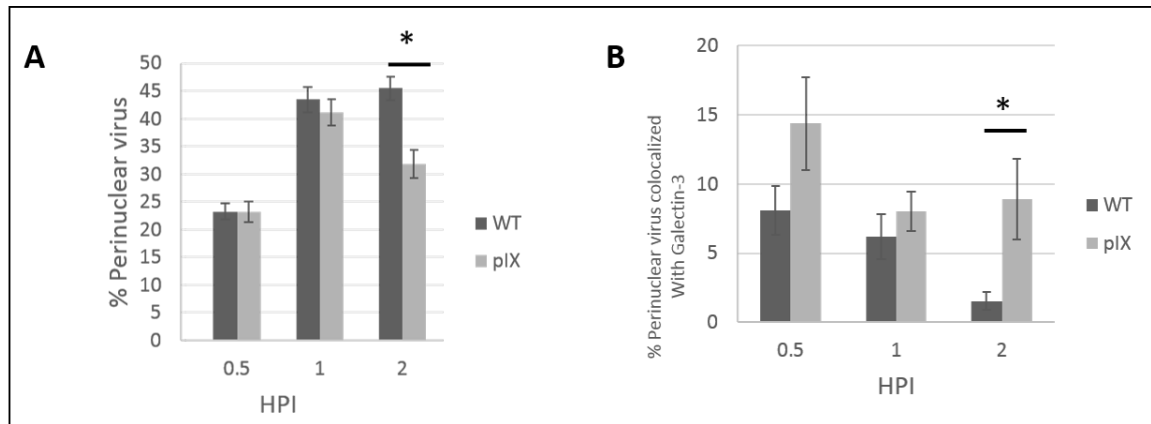 A
*
50
45
40
35
30
25
20
15
10
5
0
% Perinuclear virus
0.5 1 2
HPI
WT
pIX
B
*
20
15
10
5
0
% Perinuclear virus colocalized
With Galectin-3
0.5 1 2
HPI
WT
pIX